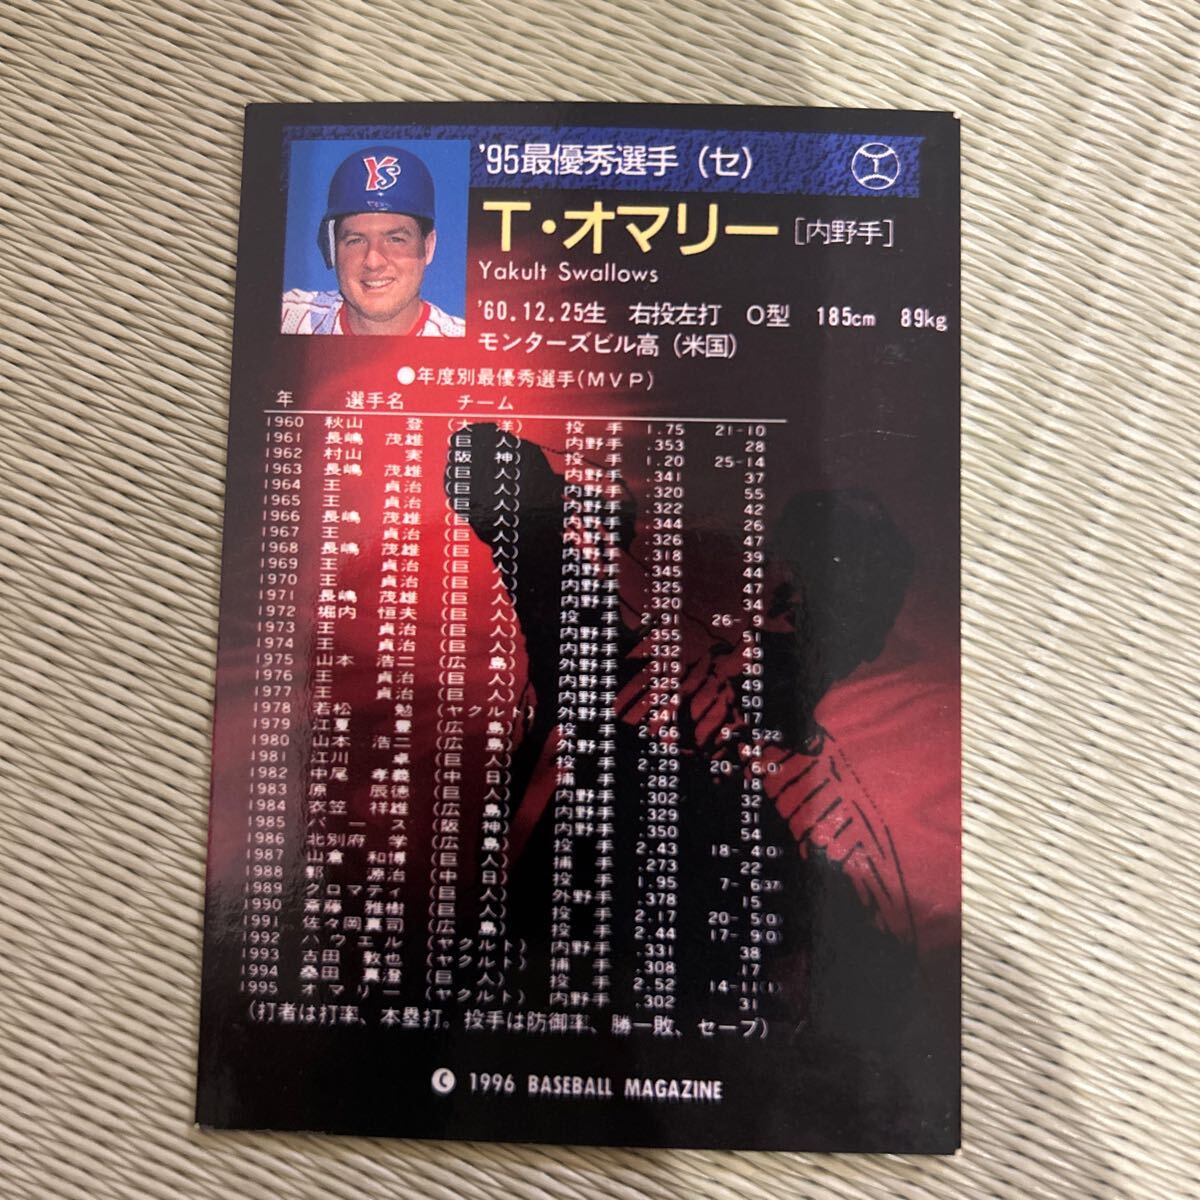 '95最優秀選手（セ）
1
YS
T・オマリー［内野手］
Yakult Swallows
'60.12.25生　右投左打　O型　185cm　89kg
モンターズビル高（米国）
●年度別最優秀選手(MVP)
年　選手名　チーム
1960 秋山 登 (大洋) 投手 1.75 21-10
1961 長嶋 茂雄 (巨人) 内野手 .353 28
1962 村山 実 (阪神) 投手 1.20 25-14
1963 長嶋 茂雄 (巨人) 内野手 .341 37
1964 王 貞治 (巨人) 内野手 .320 55
1965 王 貞治 (巨人) 内野手 .322 42
1966 長嶋 茂雄 (巨人) 内野手 .344 26
1967 王 貞治 (巨人) 内野手 .326 47
1968 長嶋 茂雄 (巨人) 内野手 .318 39
1969 王 貞治 (巨人) 内野手 .345 44
1970 王 貞治 (巨人) 内野手 .325 47
1971 長嶋 茂雄 (巨人) 内野手 .320 34
1972 堀内 恒夫 (巨人) 投手 2.91 26-9
1973 王 貞治 (巨人) 内野手 .355 51
1974 王 貞治 (巨人) 内野手 .332 49
1975 山本 浩二 (広島) 外野手 .319 30
1976 王 貞治 (巨人) 内野手 .325 49
1977 王 貞治 (巨人) 内野手 .324 50
1978 若松 勉 (ヤクルト) 外野手 .341 17
1979 江夏 豊 (広島) 投手 2.66 9-5(22
1980 山本 浩二 (広島) 外野手 .336 44
1981 江川 卓 (巨人) 投手 2.29 20-6(0)
1982 中尾 孝義 (中日) 捕手 .282 18
1983 原 辰徳 (巨人) 内野手 .302 32
1984 衣笠 祥雄 (広島) 内野手 .329 31
1985 バース (阪神) 内野手 .350 54
1986 北別府 学 (広島) 投手 2.43 18-4(0)
1987 山倉 和博 (巨人) 捕手 .273 22
1988 郭 源治 (中日) 投手 1.95 7-6(37)
1989 クロマティ (巨人) 外野手 .378 15
1990 斎藤 雅樹 (巨人) 投手 2.17 20-5(0)
1991 佐々岡真司 (広島) 投手 2.44 17-9(0)
1992 ハウエル (ヤクルト) 内野手 .331 38
1993 古田 敦也 (ヤクルト) 捕手 .308 17
1994 桑田 真澄 (巨人) 投手 2.52 14-11(1)
1995 オマリー (ヤクルト) 内野手 .302 31
（打者は打率、本塁打。投手は防御率、勝ー敗、セーブ）
© 1996 BASEBALL MAGAZINE